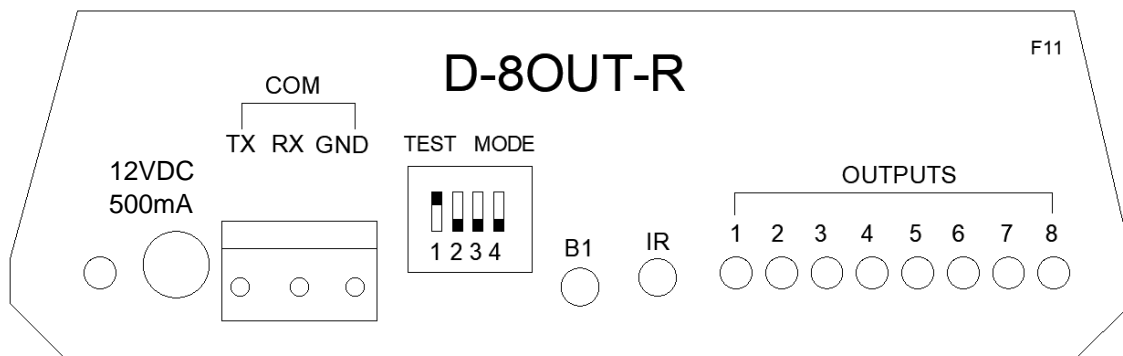 D-8OUT-R
F11
COM
TX RX GND
TEST MODE
12VDC
500mA
1 2 3 4
B1
IR
OUTPUTS
1 2 3 4 5 6 7 8